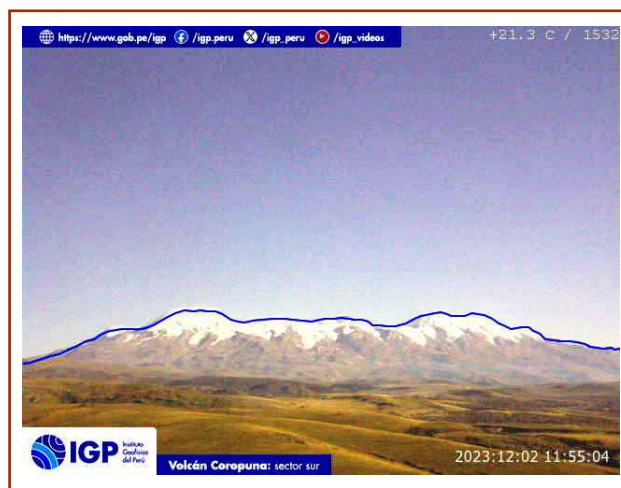 https://www.gob.pe/igp /igp.peru /igp_peru /igp_videos
+21.3 C / 1532
IGP
Instituto
Geofísico
del Perú
Volcán Coropuna: sector sur
2023:12:02 11:55:04